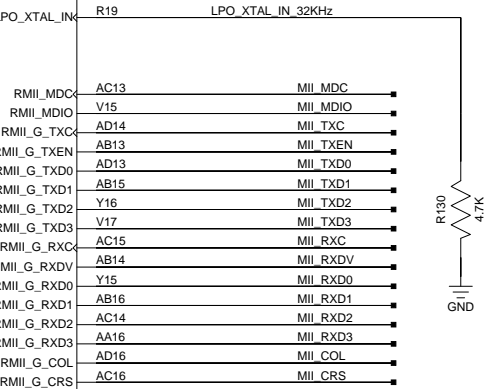 LPO_XTAL_IN R19 LPO_XTAL_IN_32KHz
RMII_MDC AC13 MII_MDC
RMII_MDIO V15 MII_MDIO
RMII_G_TXC AD14 MII_TXC
RMII_G_TXEN AB13 MII_TXEN
RMII_G_TXD0 AD13 MII_TXD0
RMII_G_TXD1 AB15 MII_TXD1
RMII_G_TXD2 Y16 MII_TXD2
RMII_G_TXD3 V17 MII_TXD3
RMII_G_RXC AC15 MII_RXC
RMII_G_RXDV AB14 MII_RXDV
RMII_G_RXD0 Y15 MII_RXD0
RMII_G_RXD1 AB16 MII_RXD1
RMII_G_RXD2 AC14 MII_RXD2
RMII_G_RXD3 AA16 MII_RXD3
RMII_G_COL AD16 MII_COL
RMII_G_CRS AC16 MII_CRS
R130
4.7K
GND